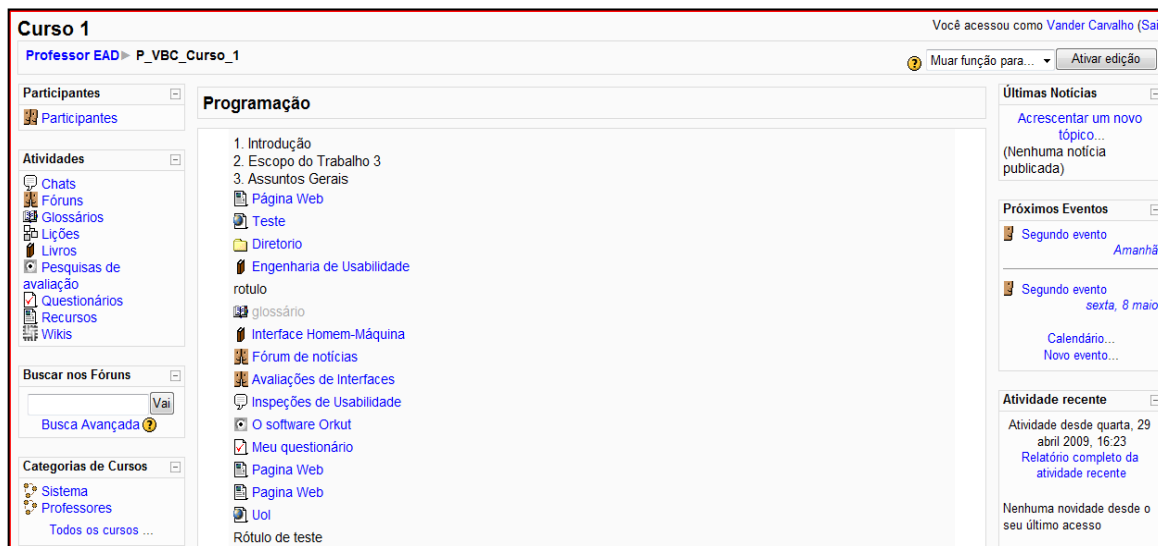 Curso 1
Você acessou como Vander Carvalho (Sai
Professor EAD► P_VBC_Curso_1
Muar função para...
Ativar edição
Participantes
Participantes
Atividades
Chats
Fóruns
Glossários
Lições
Livros
Pesquisas de
avaliação
Questionários
Recursos
Wikis
Buscar nos Fóruns
Vai
Busca Avançada
Categorias de Cursos
Sistema
Professores
Todos os cursos ...
Programação
1. Introdução
2. Escopo do Trabalho 3
3. Assuntos Gerais
Página Web
Teste
Diretorio
Engenharia de Usabilidade
rotulo
glossário
Interface Homem-Máquina
Fórum de notícias
Avaliações de Interfaces
Inspeções de Usabilidade
O software Orkut
Meu questionário
Pagina Web
Pagina Web
Uol
Rótulo de teste
Últimas Notícias
Acrescentar um novo
tópico...
(Nenhuma notícia
publicada)
Próximos Eventos
Segundo evento
Amanhã
Segundo evento
sexta, 8 maio
Calendário...
Novo evento...
Atividade recente
Atividade desde quarta, 29
abril 2009, 16:23
Relatório completo da
atividade recente
Nenhuma novidade desde o
seu último acesso